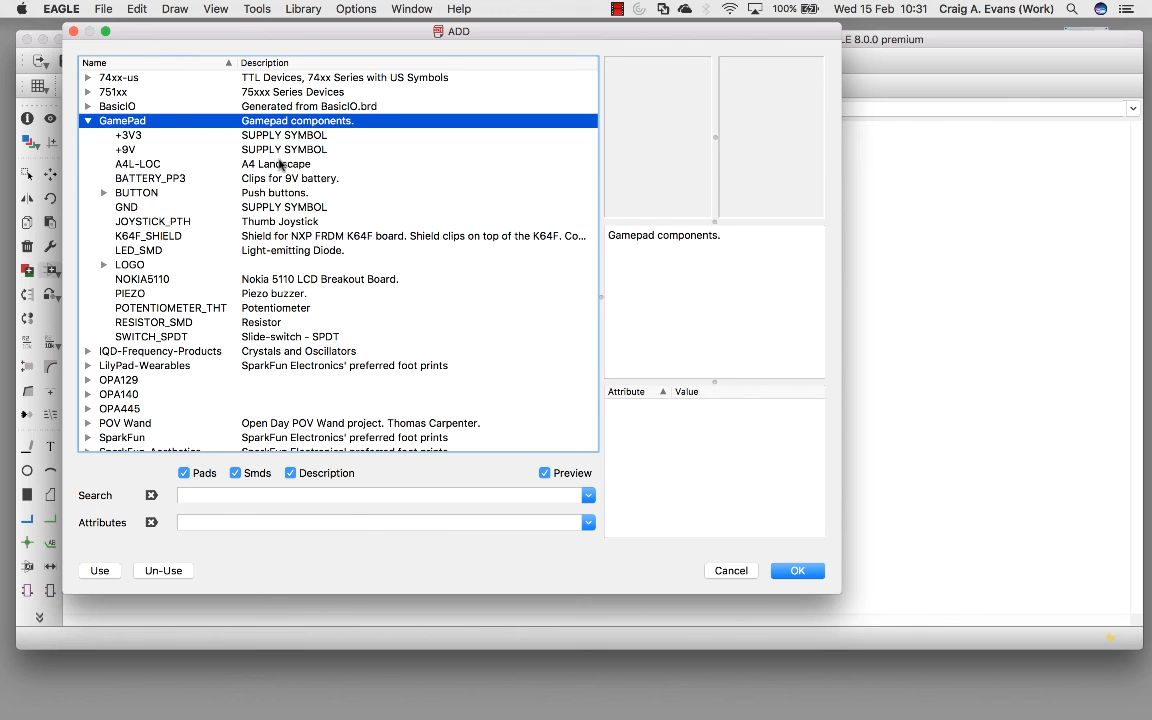 EAGLE File Edit Draw View Tools Library Options Window Help 100% Wed 15 Feb 10:31 Craig A. Evans (Work)
ADD
LE 8.0.0 premium
Name Description
74xx-us TTL Devices, 74xx Series with US Symbols
751xx 75xxx Series Devices
BasicIO Generated from BasicIO.brd
GamePad Gamepad components.
+3V3 SUPPLY SYMBOL
+9V SUPPLY SYMBOL
A4L-LOC A4 Landscape
BATTERY_PP3 Clips for 9V battery.
BUTTON Push buttons.
GND SUPPLY SYMBOL
JOYSTICK_PTH Thumb Joystick
K64F_SHIELD Shield for NXP FRDM K64F board. Shield clips on top of the K64F. Co...
LED_SMD Light-emitting Diode.
LOGO
NOKIA5110 Nokia 5110 LCD Breakout Board.
PIEZO Piezo buzzer.
POTENTIOMETER_THT Potentiometer
RESISTOR_SMD Resistor
SWITCH_SPDT Slide-switch - SPDT
IQD-Frequency-Products Crystals and Oscillators
LilyPad-Wearables SparkFun Electronics' preferred foot prints
OPA129
OPA140
OPA445
POV Wand Open Day POV Wand project. Thomas Carpenter.
SparkFun SparkFun Electronics' preferred foot prints
SparkFun-Aesthetics SparkFun Electronics' preferred foot prints
Gamepad components.
Attribute Value
Pads Smds Description Preview
Search
Attributes
Use Un-Use Cancel OK